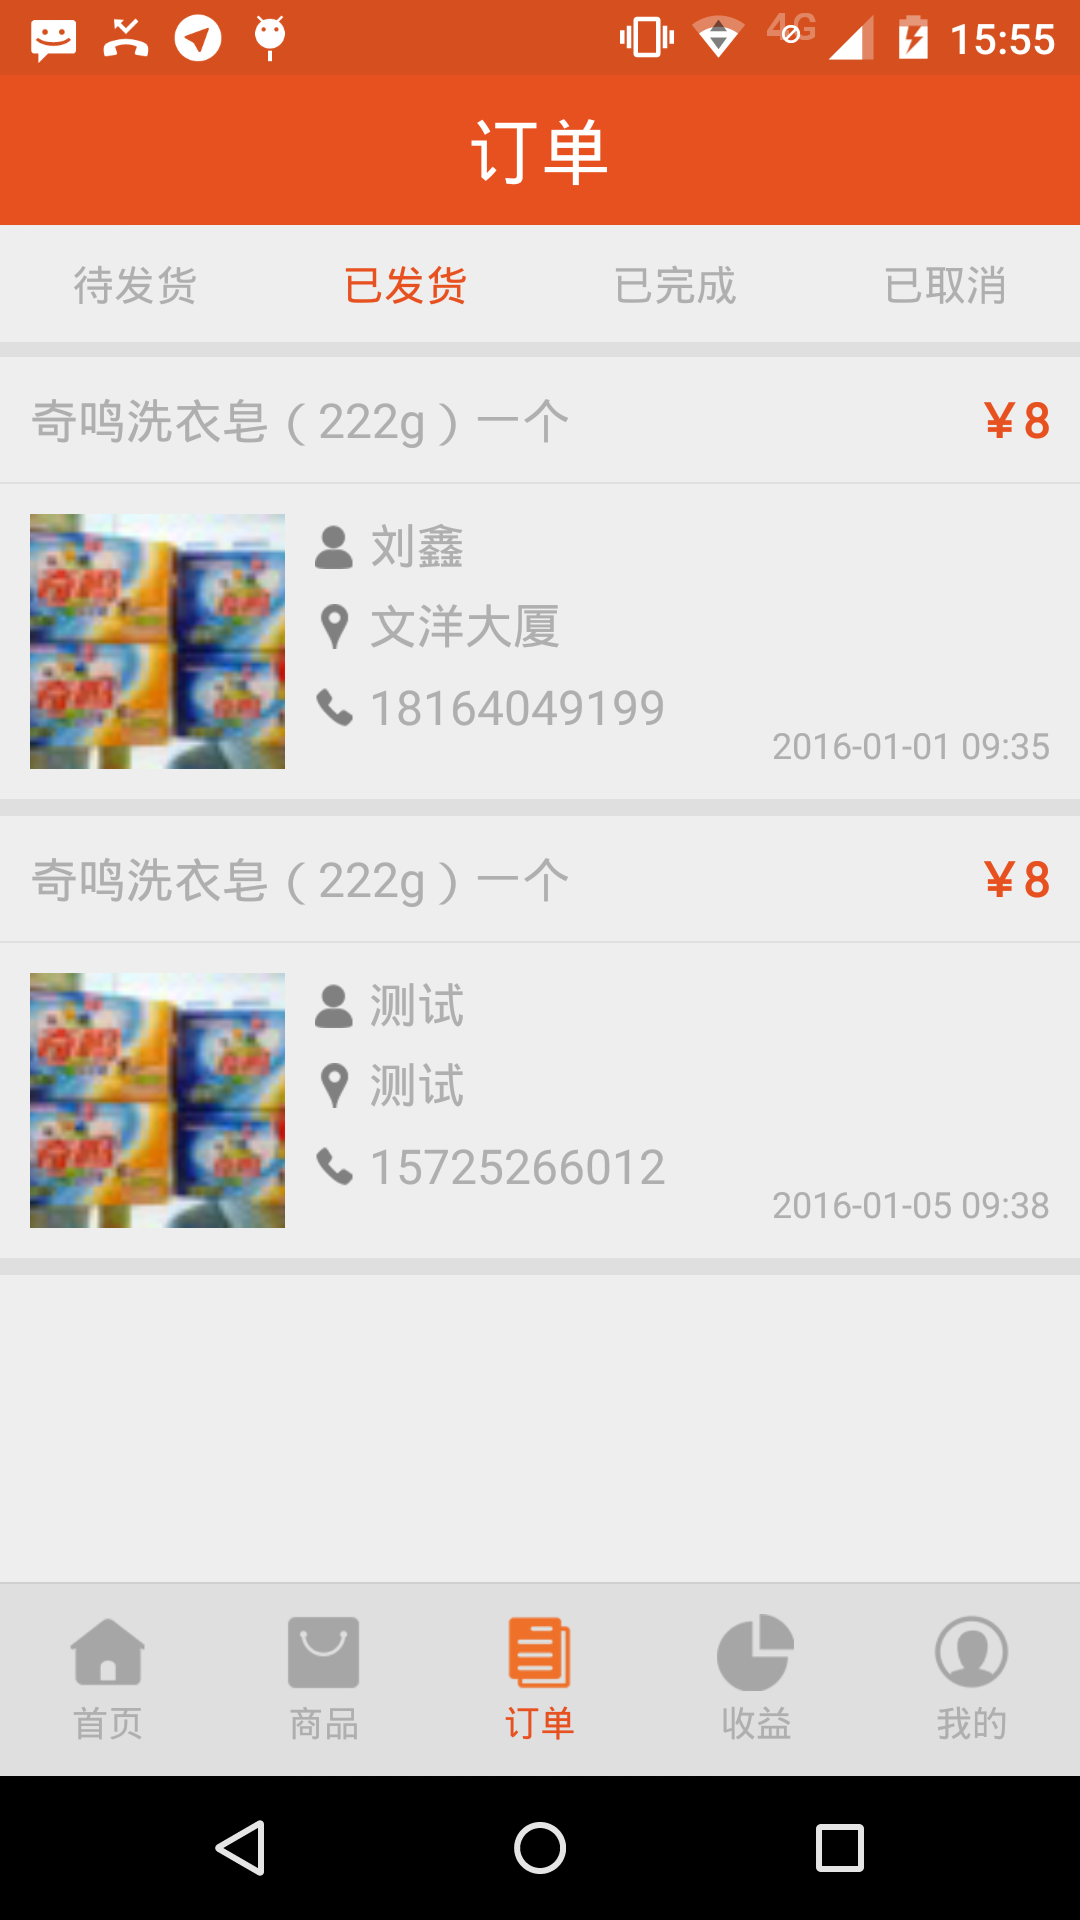 4G 15:55
订单
待发货 已发货 已完成 已取消
奇鸣洗衣皂（222g）一个 ¥8
刘鑫
文洋大厦
18164049199
2016-01-01 09:35
奇鸣洗衣皂（222g）一个 ¥8
测试
测试
15725266012
2016-01-05 09:38
首页 商品 订单 收益 我的